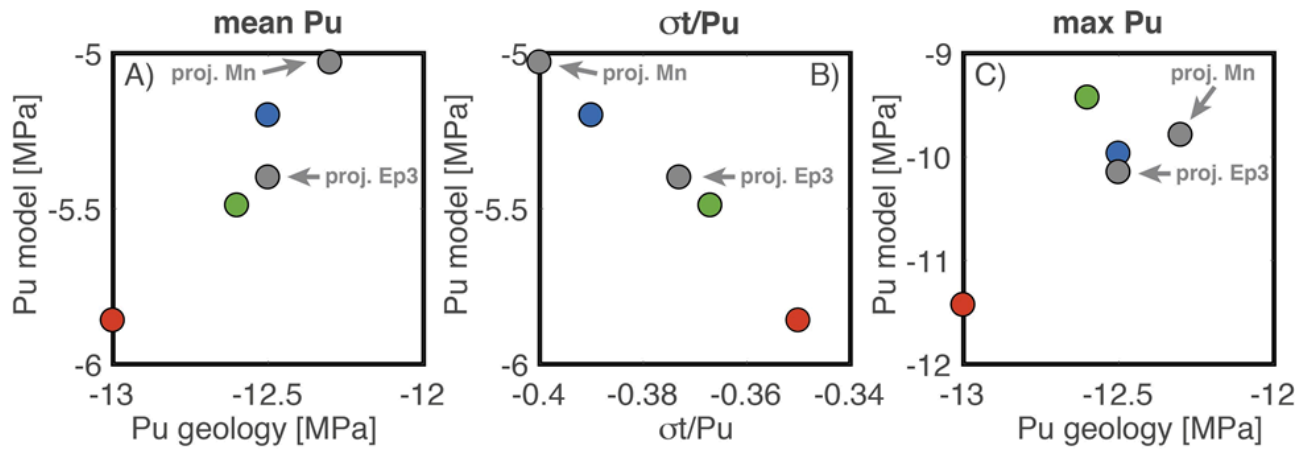 mean Pu
σt/Pu
max Pu
A)
proj. Mn
proj. Ep3
Pu model [MPa]
-5
-5.5
-6
-13
-12.5
-12
Pu geology [MPa]
B)
proj. Mn
proj. Ep3
Pu model [MPa]
-5
-5.5
-6
-0.4
-0.38
-0.36
-0.34
σt/Pu
C)
proj. Mn
proj. Ep3
Pu model [MPa]
-9
-10
-11
-12
-13
-12.5
-12
Pu geology [MPa]